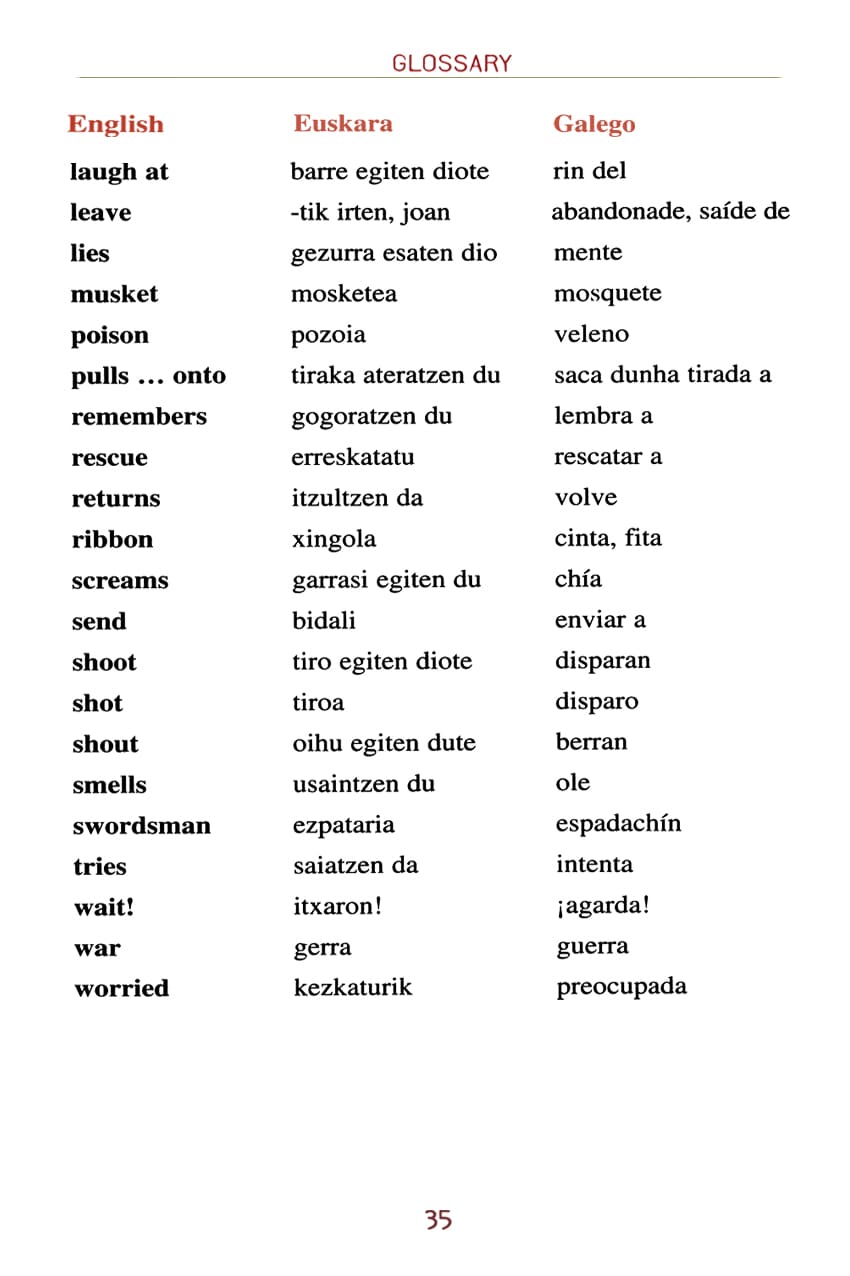 GLOSSARY
English Euskara Galego
laugh at barre egiten diote rin del
leave -tik irten, joan abandonade, saíde de
lies gezurra esaten dio mente
musket mosketea mosquete
poison pozoia veleno
pulls ... onto tiraka ateratzen du saca dunha tirada a
remembers gogoratzen du lembra a
rescue erreskatatu rescatar a
returns itzultzen da volve
ribbon xingola cinta, fita
screams garrasi egiten du chía
send bidali enviar a
shoot tiro egiten diote disparan
shot tiroa disparo
shout oihu egiten dute berran
smells usaintzen du ole
swordsman ezpataria espadachín
tries saiatzen da intenta
wait! itxaron! ¡agarda!
war gerra guerra
worried kezkaturik preocupada
35